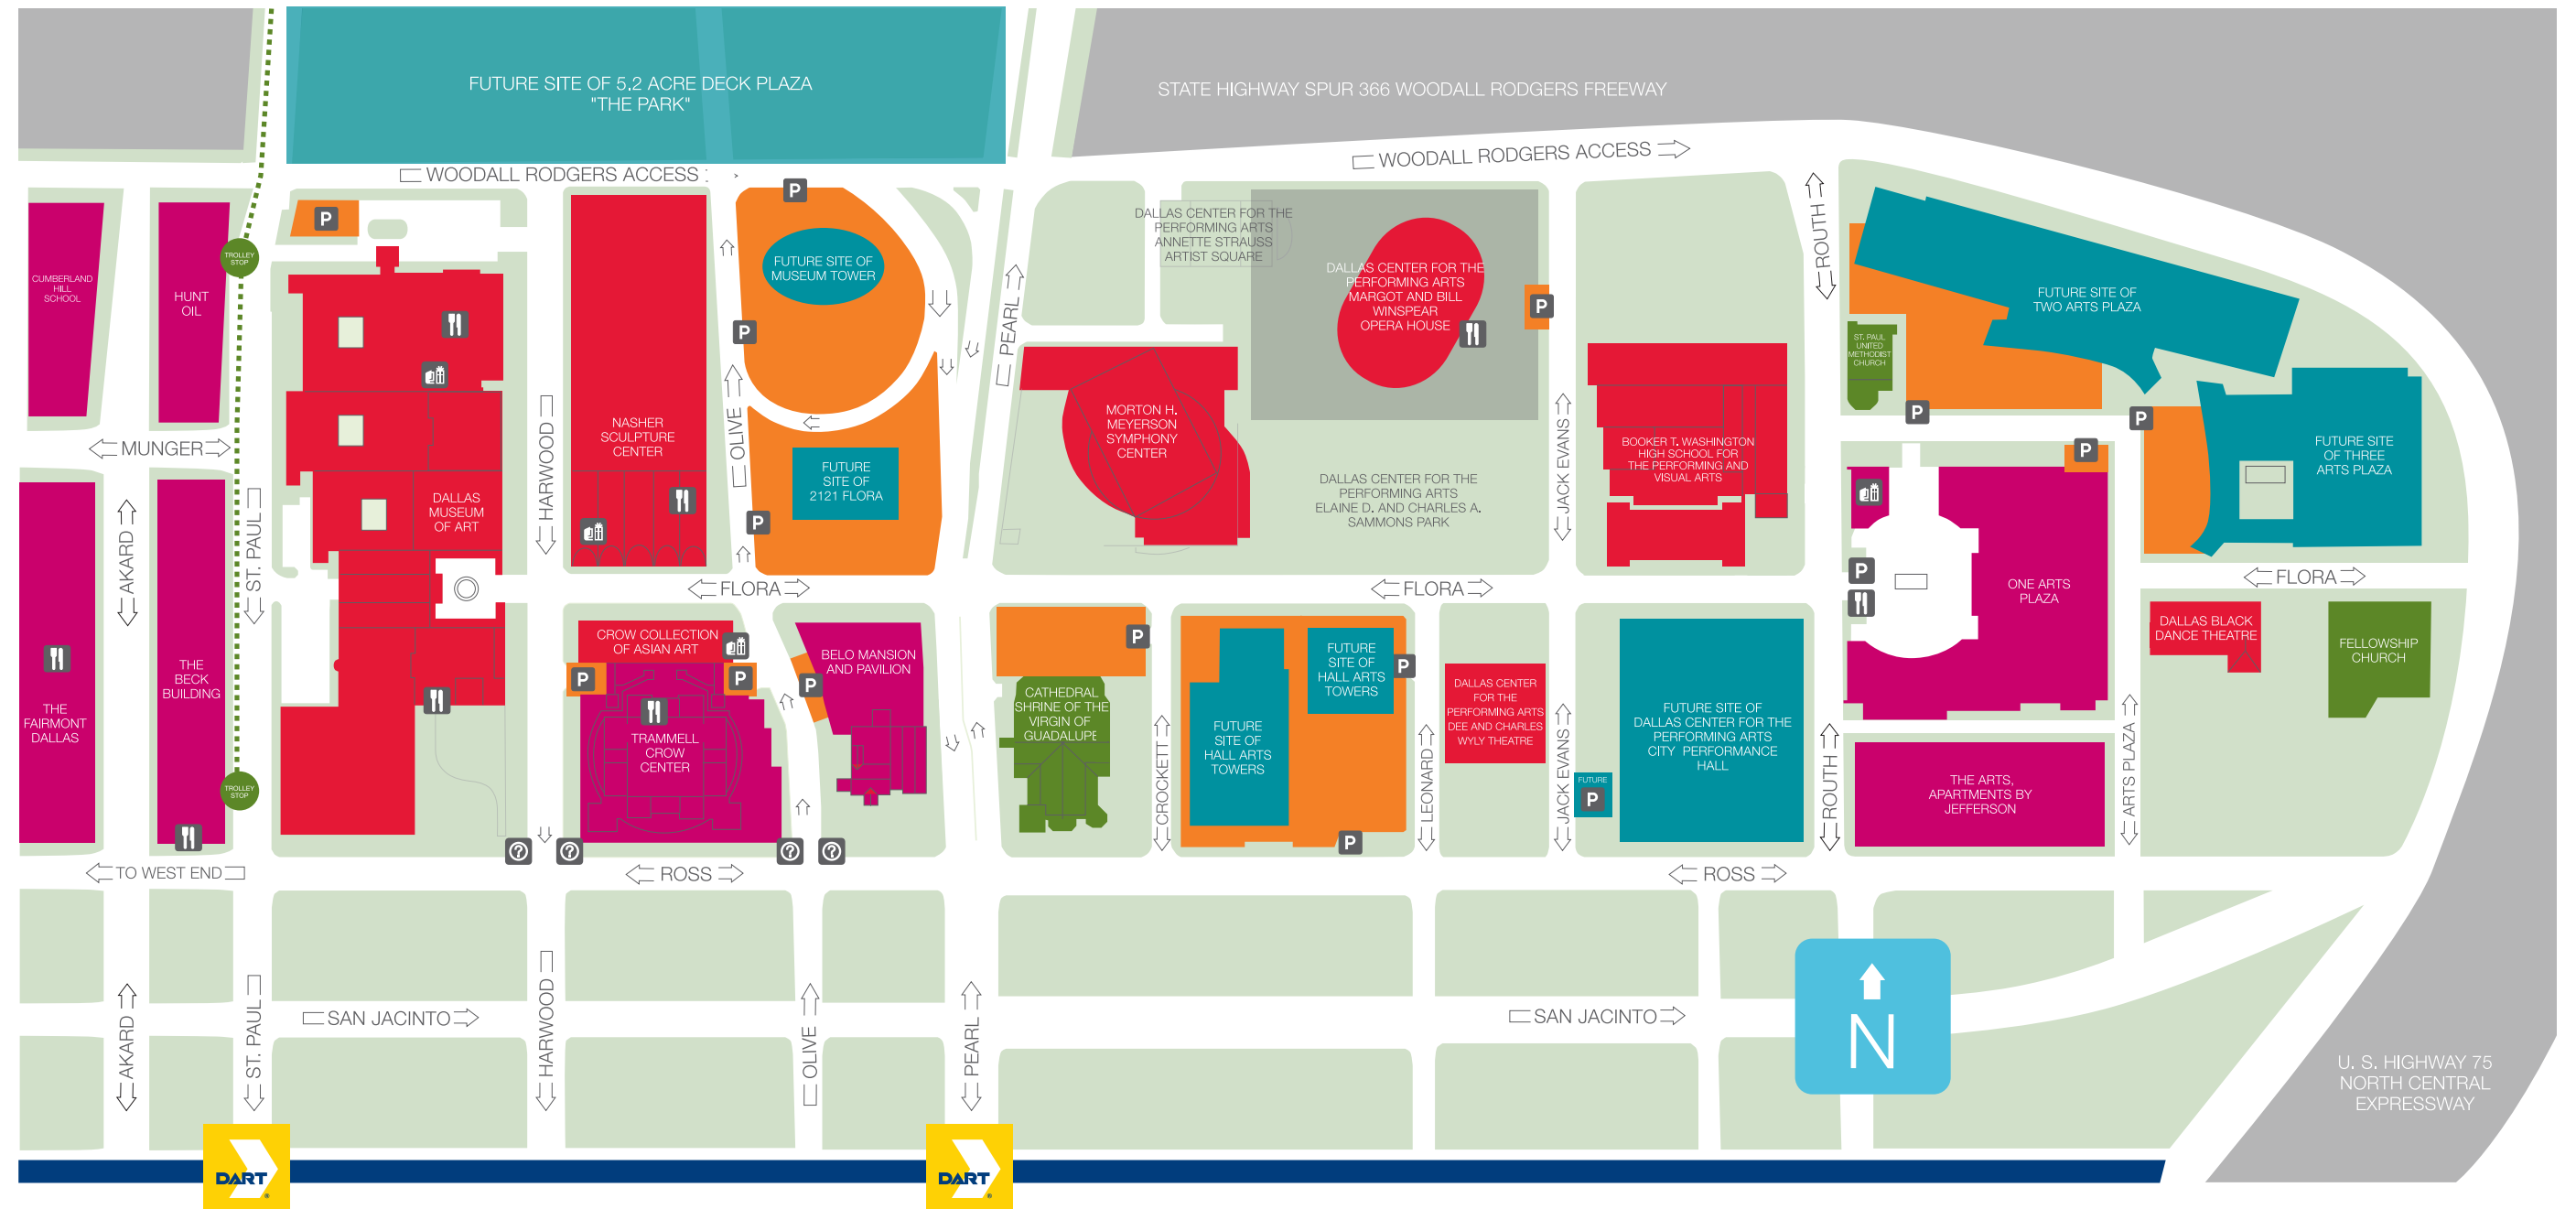 FUTURE SITE OF 5.2 ACRE DECK PLAZA
"THE PARK"
STATE HIGHWAY SPUR 366 WOODALL RODGERS FREEWAY
WOODALL RODGERS ACCESS
WOODALL RODGERS ACCESS
P
P
CUMBERLAND
HILL
SCHOOL
HUNT
OIL
TROLLEY
STOP
FUTURE SITE OF
MUSEUM TOWER
P
PEARL
DALLAS CENTER FOR THE
PERFORMING ARTS
ANNETTE STRAUSS
ARTIST SQUARE
DALLAS CENTER FOR THE
PERFORMING ARTS
MARGOT AND BILL
WINSPEAR
OPERA HOUSE
P
ROUTH
FUTURE SITE OF
TWO ARTS PLAZA
ST. PAUL
UNITED
METHODIST
CHURCH
P
P
MUNGER
HARWOOD
NASHER
SCULPTURE
CENTER
OLIVE
MORTON H.
MEYERSON
SYMPHONY
CENTER
JACK EVANS
BOOKER T. WASHINGTON
HIGH SCHOOL FOR
THE PERFORMING AND
VISUAL ARTS
P
FUTURE SITE
OF THREE
ARTS PLAZA
AKARD
ST. PAUL
DALLAS
MUSEUM
OF ART
FUTURE
SITE OF
2121 FLORA
P
DALLAS CENTER FOR THE
PERFORMING ARTS
ELAINE D. AND CHARLES A.
SAMMONS PARK
P
FLORA
FLORA
FLORA
ONE ARTS
PLAZA
THE
FAIRMONT
DALLAS
THE
BECK
BUILDING
CROW COLLECTION
OF ASIAN ART
P
P
TRAMMELL
CROW
CENTER
BELO MANSION
AND PAVILION
P
P
CATHEDRAL
SHRINE OF THE
VIRGIN OF
GUADALUPE
CROCKETT
FUTURE
SITE OF
HALL ARTS
TOWERS
FUTURE
SITE OF
HALL ARTS
TOWERS
P
P
LEONARD
DALLAS CENTER
FOR THE
PERFORMING ARTS
DEE AND CHARLES
WYLY THEATRE
JACK EVANS
FUTURE
P
FUTURE SITE OF
DALLAS CENTER FOR THE
PERFORMING ARTS
CITY PERFORMANCE
HALL
ROUTH
THE ARTS,
APARTMENTS BY
JEFFERSON
ARTS PLAZA
DALLAS BLACK
DANCE THEATRE
FELLOWSHIP
CHURCH
TROLLEY
STOP
?
?
?
?
TO WEST END
ROSS
ROSS
AKARD
ST. PAUL
SAN JACINTO
HARWOOD
OLIVE
PEARL
SAN JACINTO
N
U. S. HIGHWAY 75
NORTH CENTRAL
EXPRESSWAY
DART
DART